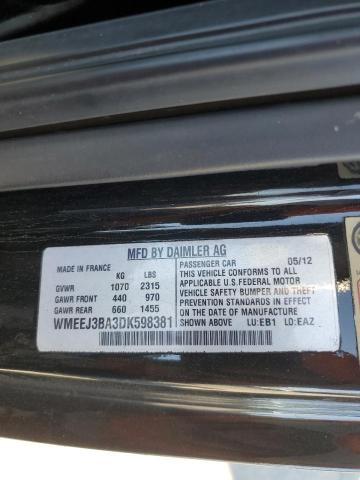 MFD BY DAIMLER AG
MADE IN FRANCE
KG LBS
GVWR 1070 2315
GAWR FRONT 440 970
GAWR REAR 660 1455
WMEEJ3BA3DK598381
PASSENGER CAR 05/12
THIS VEHICLE CONFORMS TO ALL
APPLICABLE U.S.FEDERAL MOTOR
VEHICLE SAFETY BUMPER AND THEFT
PREVENTION STANDARDS IN EFFECT
ON THE DATE OF MANUFACTURE
SHOWN ABOVE LU:EB1 LO:EAZ